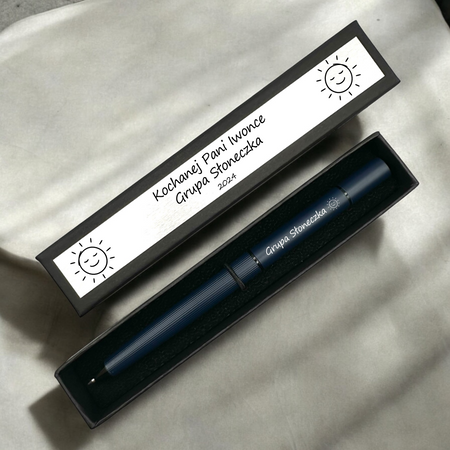 Kochanej Pani Iwonce
Grupa Słoneczka
2024
Grupa Słoneczka